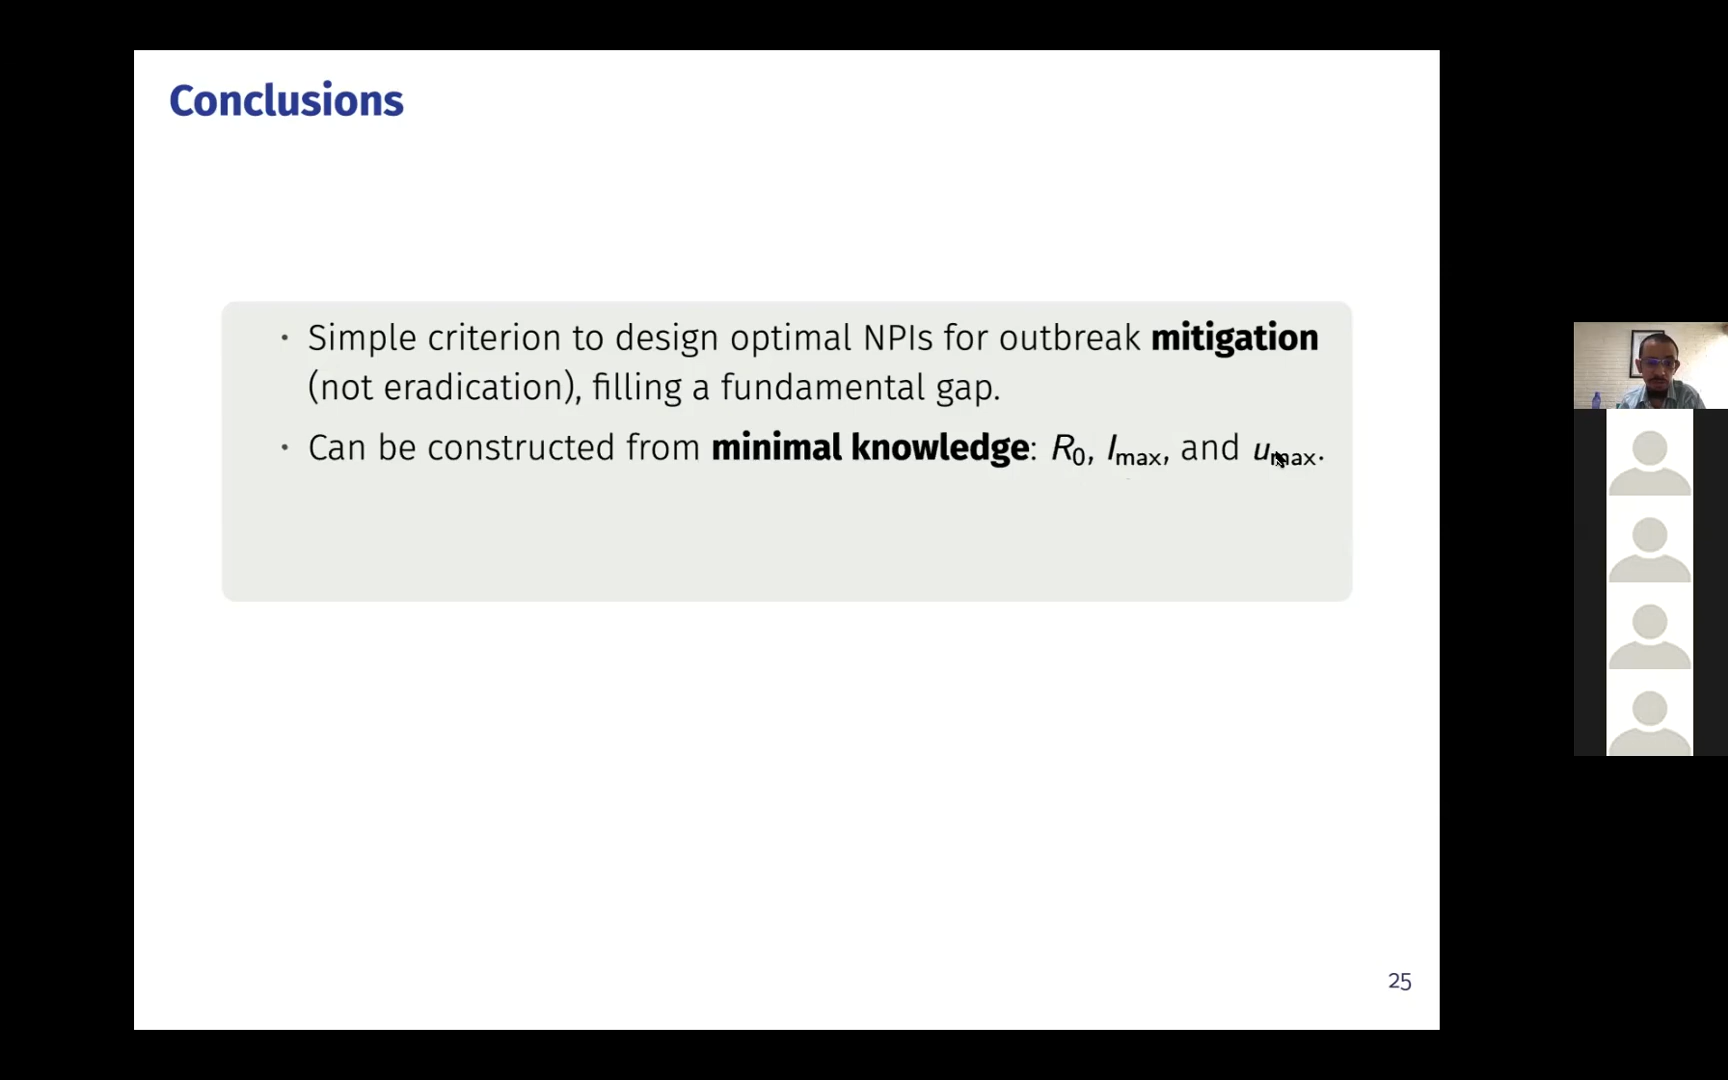 Conclusions
· Simple criterion to design optimal NPIs for outbreak mitigation
(not eradication), filling a fundamental gap.
· Can be constructed from minimal knowledge: R₀, Iₘₐₓ, and uₘₐₓ.
25